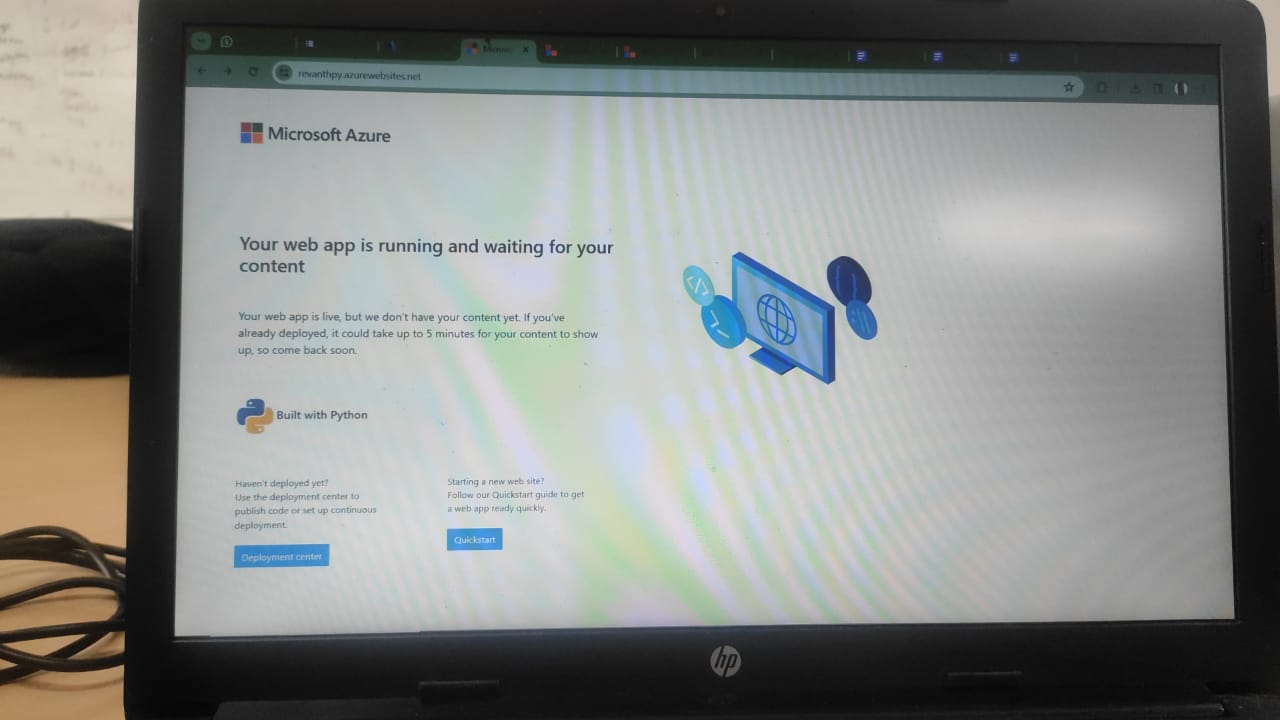 revanthpy.azurewebsites.net
Microsoft Azure
Your web app is running and waiting for your
content
Your web app is live, but we don't have your content yet. If you've
already deployed, it could take up to 5 minutes for your content to show
up, so come back soon.
Built with Python
Haven't deployed yet?
Use the deployment center to
publish code or set up continuous
deployment.
Deployment center
Starting a new web site?
Follow our Quickstart guide to get
a web app ready quickly.
Quickstart
hp